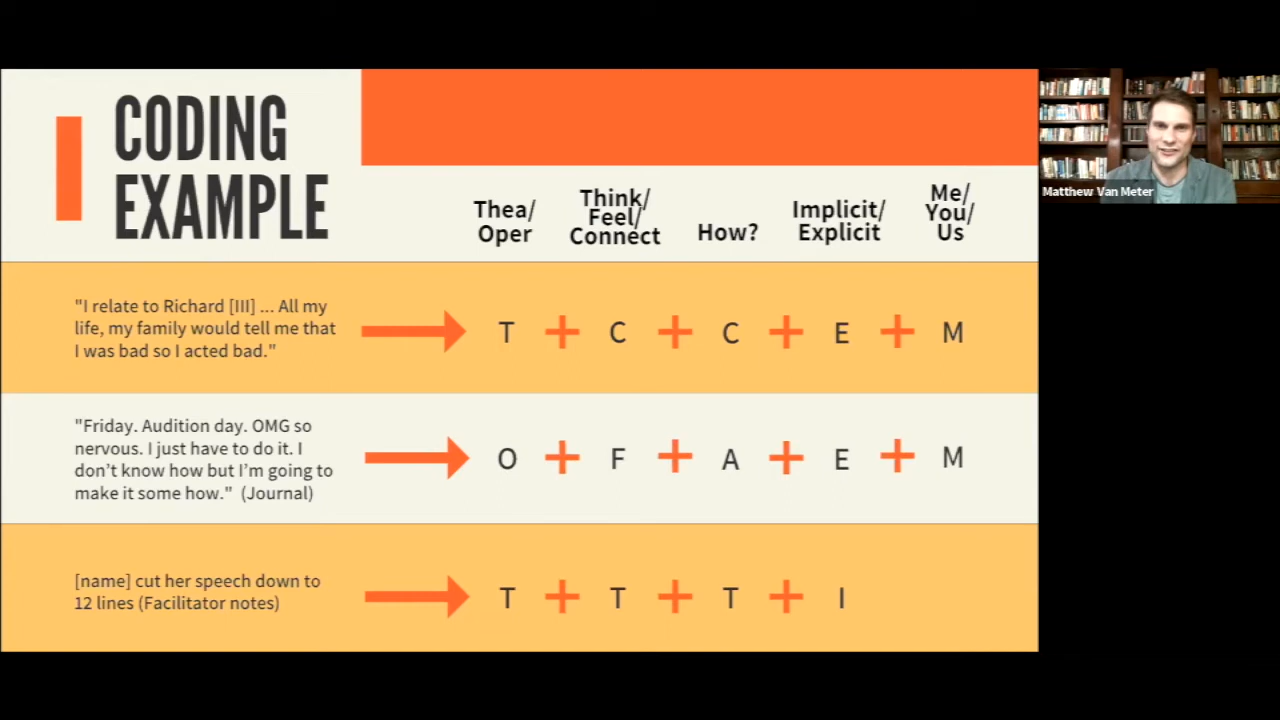 CODING
EXAMPLE
Thea/
Oper
Think/
Feel/
Connect
How?
Implicit/
Explicit
Me/
You/
Us
"I relate to Richard [III] ... All my
life, my family would tell me that
I was bad so I acted bad."
T + C + C + E + M
"Friday. Audition day. OMG so
nervous. I just have to do it. I
don't know how but I'm going to
make it some how." (Journal)
O + F + A + E + M
[name] cut her speech down to
12 lines (Facilitator notes)
T + T + T + I
Matthew Van Meter